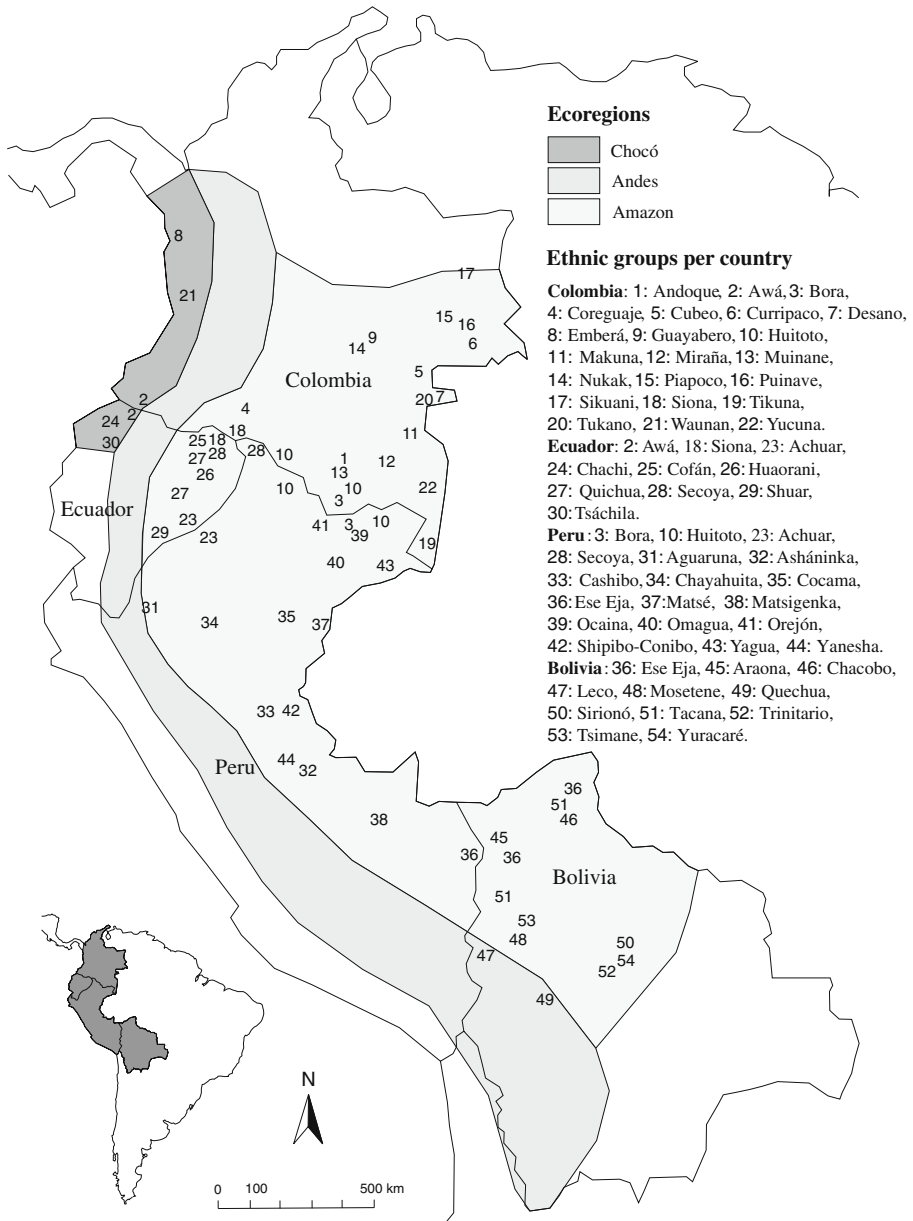 Ecoregions
Chocó
Andes
Amazon
Ethnic groups per country
Colombia: 1: Andoque, 2: Awá, 3: Bora,
4: Coreguaje, 5: Cubeo, 6: Curripaco, 7: Desano,
8: Emberá, 9: Guayabero, 10: Huitoto,
11: Makuna, 12: Miraña, 13: Muinane,
14: Nukak, 15: Piapoco, 16: Puinave,
17: Sikuani, 18: Siona, 19: Tikuna,
20: Tukano, 21: Waunan, 22: Yucuna.
Ecuador: 2: Awá, 18: Siona, 23: Achuar,
24: Chachi, 25: Cofán, 26: Huaorani,
27: Quichua, 28: Secoya, 29: Shuar,
30: Tsáchila.
Peru: 3: Bora, 10: Huitoto, 23: Achuar,
28: Secoya, 31: Aguaruna, 32: Asháninka,
33: Cashibo, 34: Chayahuita, 35: Cocama,
36: Ese Eja, 37: Matsé, 38: Matsigenka,
39: Ocaina, 40: Omagua, 41: Orejón,
42: Shipibo-Conibo, 43: Yagua, 44: Yanesha.
Bolivia: 36: Ese Eja, 45: Araona, 46: Chacobo,
47: Leco, 48: Mosetene, 49: Quechua,
50: Sirionó, 51: Tacana, 52: Trinitario,
53: Tsimane, 54: Yuracaré.
8
17
21
15
16
9
6
14
Colombia
5
2
20 7
2
4
24
18
11
30
25 18
28
10
1
12
27
28
26
13
27
10
10
22
3
Ecuador
23
41
3
10
29
23
39
19
40
43
31
34
35
37
33
42
44
Peru
32
36
51
38
46
45
36
36
Bolivia
51
53
48
50
47
54
52
49
N
0 100 500 km